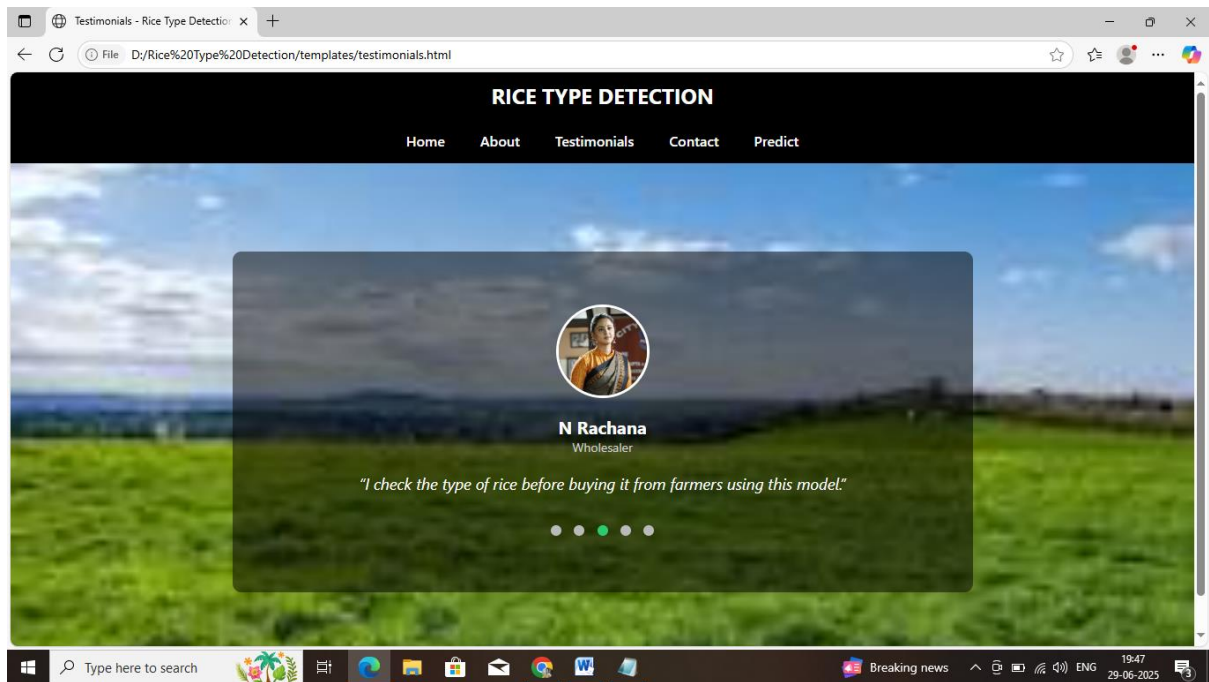 Testimonials - Rice Type Detection
File D:/Rice%20Type%20Detection/templates/testimonials.html
RICE TYPE DETECTION
Home About Testimonials Contact Predict
N Rachana
Wholesaler
“I check the type of rice before buying it from farmers using this model.”
Type here to search
Breaking news
ENG
19:47
29-06-2025
3